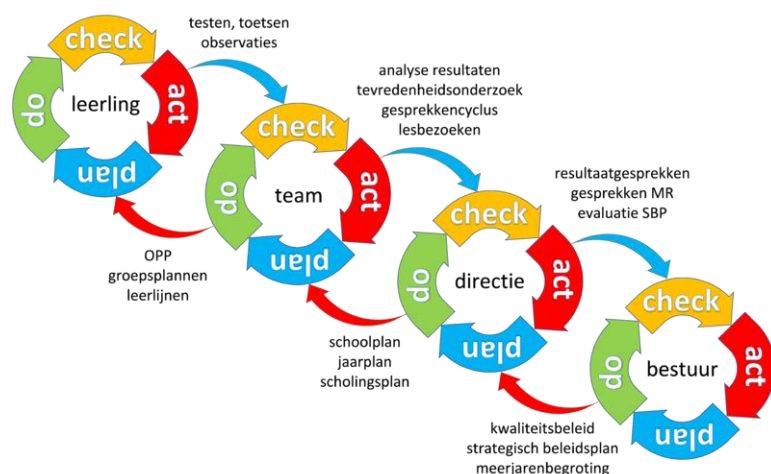 check
act
plan
do
leerling
testen, toetsen
observaties
check
act
plan
do
team
OPP
groepsplannen
leerlijnen
analyse resultaten
tevredenheidsonderzoek
gesprekkencyclus
lesbezoeken
check
act
plan
do
directie
schoolplan
jaarplan
scholingsplan
resultaatgesprekken
gesprekken MR
evaluatie SBP
check
act
plan
do
bestuur
kwaliteitsbeleid
strategisch beleidsplan
meerjarenbegroting